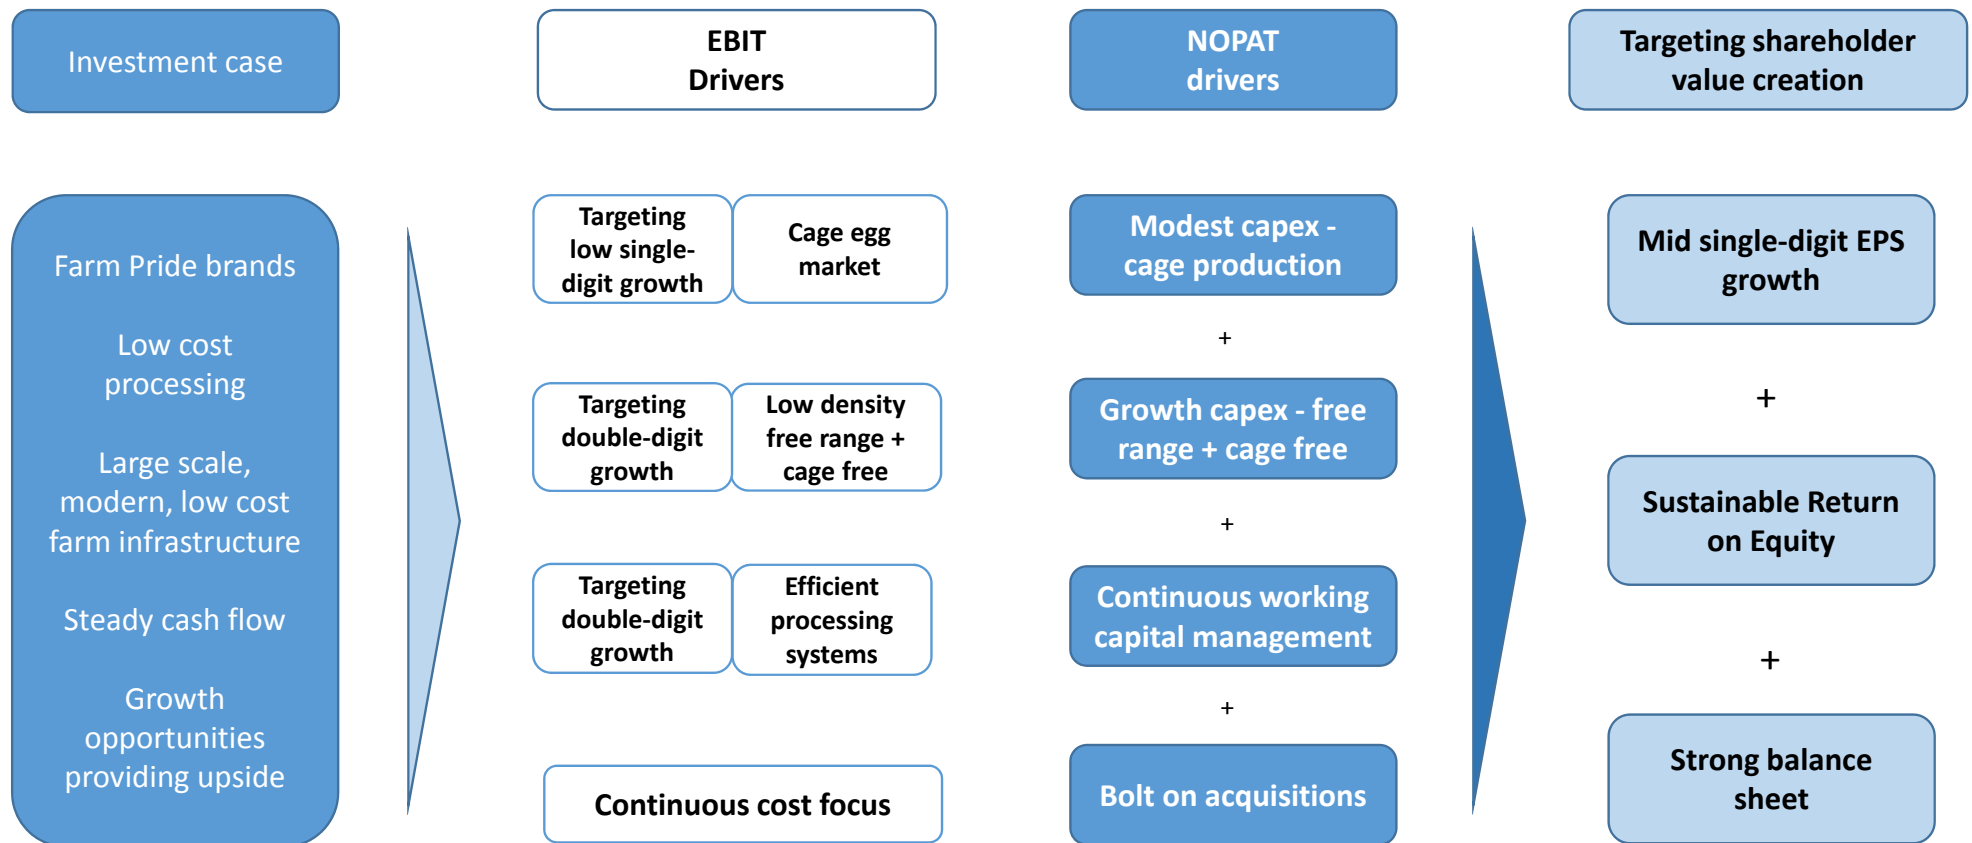 Investment case
EBIT
Drivers
NOPAT
drivers
Targeting shareholder
value creation
Farm Pride brands
Low cost
processing
Large scale,
modern, low cost
farm infrastructure
Steady cash flow
Growth
opportunities
providing upside
Targeting
low single-
digit growth
Cage egg
market
Targeting
double-digit
growth
Low density
free range +
cage free
Targeting
double-digit
growth
Efficient
processing
systems
Continuous cost focus
Modest capex -
cage production
+
Growth capex - free
range + cage free
+
Continuous working
capital management
+
Bolt on acquisitions
Mid single-digit EPS
growth
+
Sustainable Return
on Equity
+
Strong balance
sheet